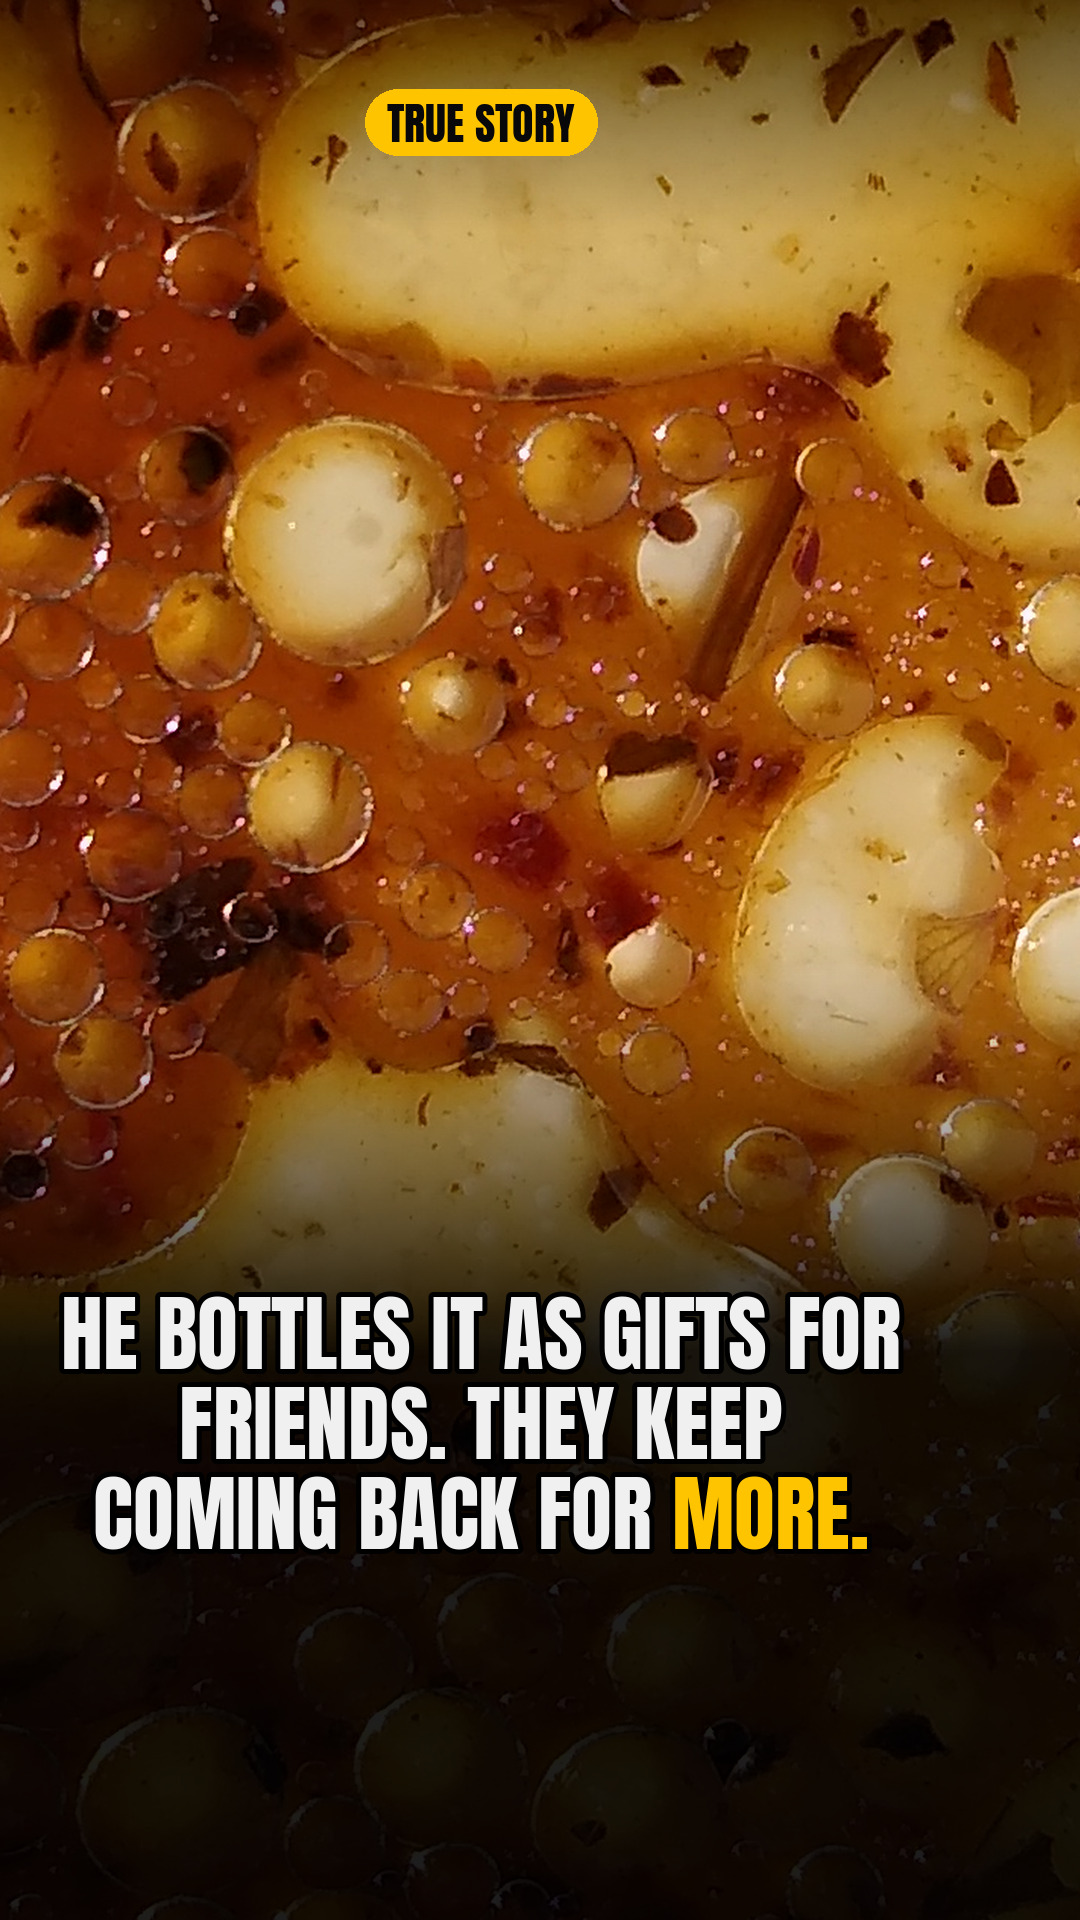 TRUE STORY
HE BOTTLES IT AS GIFTS FOR
FRIENDS. THEY KEEP
COMING BACK FOR MORE.